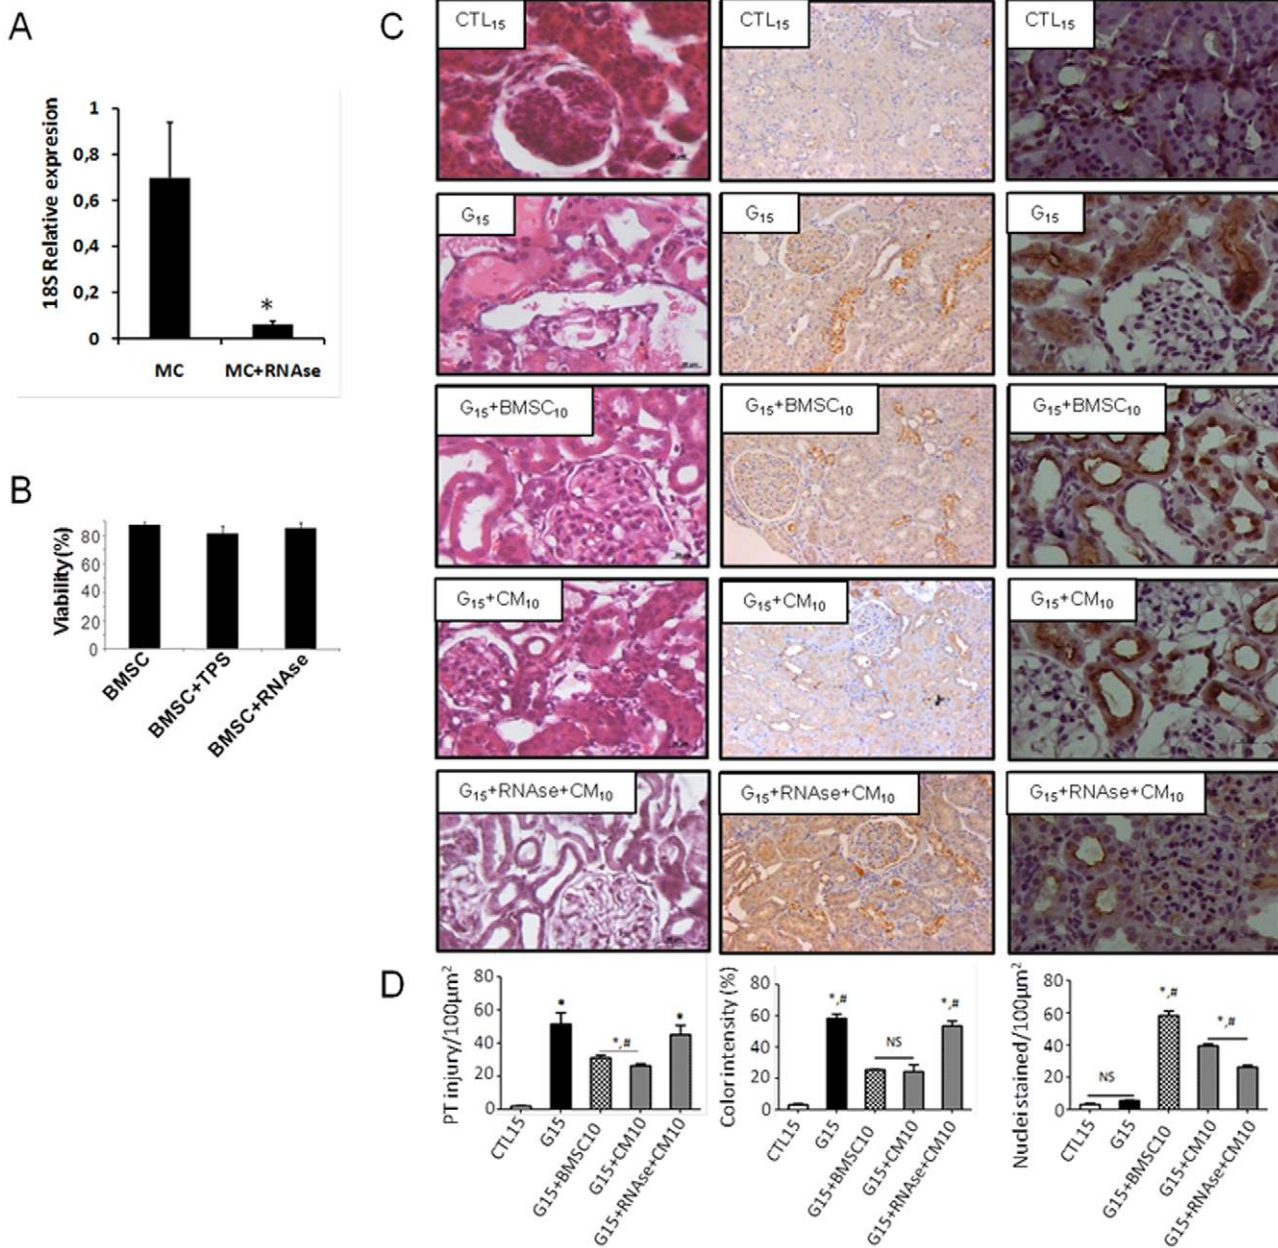 A
18S Relative expresion
1
0,8
0,6
0,4
0,2
0
*
MC
MC+RNAse
B
Viability(%)
80
60
40
20
0
BMSC
BMSC+TPS
BMSC+RNAse
C
CTL15
CTL15
CTL15
G15
G15
G15
G15+BMSC10
G15+BMSC10
G15+BMSC10
G15+CM10
G15+CM10
G15+CM10
G15+RNAse+CM10
G15+RNAse+CM10
G15+RNAse+CM10
D
PT injury/100µm²
80
60
40
20
0
*
*,#
*
CTL15
G15
G15+BMSC10
G15+CM10
G15+RNAse+CM10
Color intensity (%)
80
60
40
20
0
*,#
NS
*,#
CTL15
G15
G15+BMSC10
G15+CM10
G15+RNAse+CM10
Nuclei stained/100µm²
80
60
40
20
0
NS
*,#
*,#
CTL15
G15
G15+BMSC10
G15+CM10
G15+RNAse+CM10